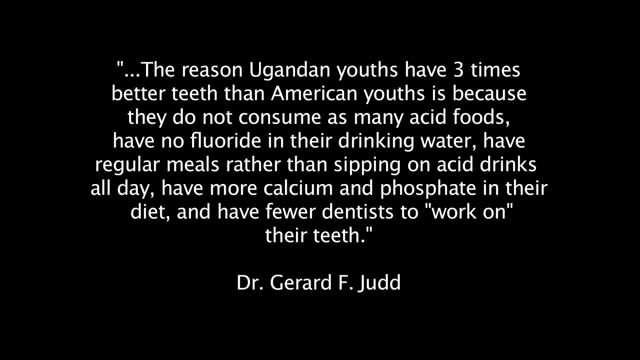 "...The reason Ugandan youths have 3 times
better teeth than American youths is because
they do not consume as many acid foods,
have no fluoride in their drinking water, have
regular meals rather than sipping on acid drinks
all day, have more calcium and phosphate in their
diet, and have fewer dentists to "work on"
their teeth."
Dr. Gerard F. Judd